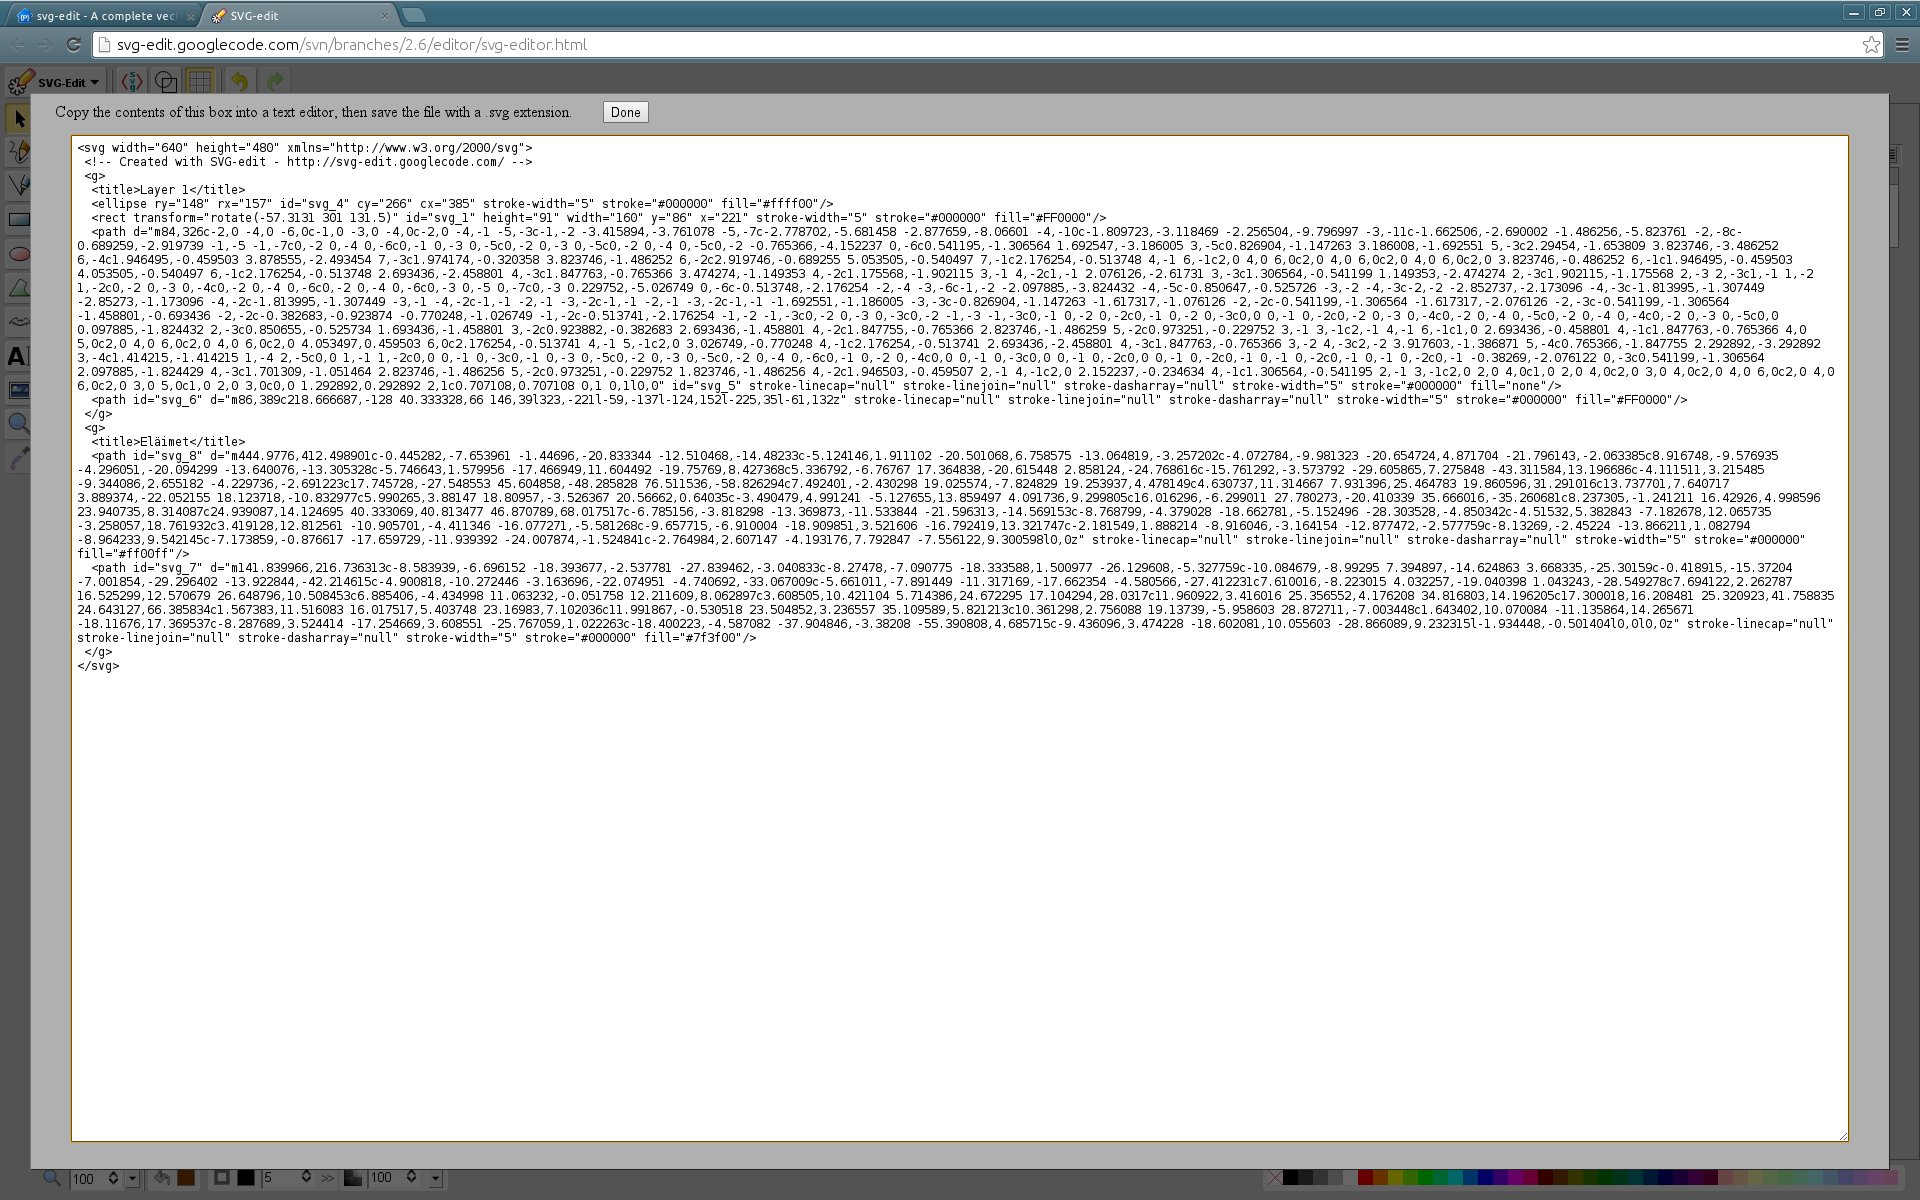 svg-edit - A complete vec
SVG-edit
svg-edit.googlecode.com/svn/branches/2.6/editor/svg-editor.html
SVG-Edit
Copy the contents of this box into a text editor, then save the file with a .svg extension.
Done
<svg width="640" height="480" xmlns="http://www.w3.org/2000/svg">
<!-- Created with SVG-edit - http://svg-edit.googlecode.com/ -->
<g>
<title>Layer 1</title>
<ellipse ry="148" rx="157" id="svg_4" cy="266" cx="385" stroke-width="5" stroke="#000000" fill="#ffff00"/>
<rect transform="rotate(-57.3131 301 131.5)" id="svg_1" height="91" width="160" y="86" x="221" stroke-width="5" stroke="#000000" fill="#FF0000"/>
<path d="m84,326c-2,0 -4,0 -6,0c-1,0 -3,0 -4,0c-2,0 -4,-1 -5,-3c-1,-2 -3.415894,-3.761078 -5,-7c-2.778702,-5.681458 -2.877659,-8.06601 -4,-10c-1.809723,-3.118469 -2.256504,-9.796997 -3,-11c-1.662506,-2.690002 -1.486256,-5.823761 -2,-8c-
0.689259,-2.919739 -1,-5 -1,-7c0,-2 0,-4 0,-6c0,-1 0,-3 0,-5c0,-2 0,-3 0,-5c0,-2 0,-4 0,-5c0,-2 -0.765366,-4.152237 0,-6c0.541195,-1.306564 1.692547,-3.186005 3,-5c0.826904,-1.147263 3.186008,-1.692551 5,-3c2.29454,-1.653809 3.823746,-3.486252
6,-4c1.946495,-0.459503 3.878555,-2.493454 7,-3c1.974174,-0.320358 3.823746,-1.486252 6,-2c2.919746,-0.689255 5.053505,-0.540497 7,-1c2.176254,-0.513748 4,-1 6,-1c2,0 4,0 6,0c2,0 4,0 6,0c2,0 4,0 6,0c2,0 3.823746,-0.486252 6,-1c1.946495,-0.459503
4.053505,-0.540497 6,-1c2.176254,-0.513748 2.693436,-2.458801 4,-3c1.847763,-0.765366 3.474274,-1.149353 4,-2c1.175568,-1.902115 3,-1 4,-2c1,-1 2.076126,-2.61731 3,-3c1.306564,-0.541199 1.149353,-2.474274 2,-3c1.902115,-1.175568 2,-3 2,-3c1,-1 1,-2
1,-2c0,-2 0,-3 0,-4c0,-2 0,-4 0,-6c0,-2 0,-4 0,-6c0,-3 0,-5 0,-7c0,-3 0.229752,-5.026749 0,-6c-0.513748,-2.176254 -2,-4 -3,-6c-1,-2 -2.097885,-3.824432 -4,-5c-0.850647,-0.525726 -3,-2 -4,-3c-2,-2 -2.852737,-2.173096 -4,-3c-1.813995,-1.307449
-2.85273,-1.173096 -4,-2c-1.813995,-1.307449 -3,-1 -4,-2c-1,-1 -2,-1 -3,-2c-1,-1 -2,-1 -3,-2c-1,-1 -1.692551,-1.186005 -3,-3c-0.826904,-1.147263 -1.617317,-1.076126 -2,-2c-0.541199,-1.306564 -1.617317,-2.076126 -2,-3c-0.541199,-1.306564
-1.458801,-0.693436 -2,-2c-0.382683,-0.923874 -0.770248,-1.026749 -1,-2c-0.513741,-2.176254 -1,-2 -1,-3c0,-2 0,-3 0,-3c0,-2 -1,-3 -1,-3c0,-1 0,-2 0,-2c0,-1 0,-2 0,-3c0,0 0,-1 0,-2c0,-2 0,-3 0,-4c0,-2 0,-4 0,-5c0,-2 0,-4 0,-4c0,-2 0,-3 0,-5c0,0
0.097885,-1.824432 2,-3c0.850655,-0.525734 1.693436,-1.458801 3,-2c0.923882,-0.382683 2.693436,-1.458801 4,-2c1.847755,-0.765366 2.823746,-1.486259 5,-2c0.973251,-0.229752 3,-1 3,-1c2,-1 4,-1 6,-1c1,0 2.693436,-0.458801 4,-1c1.847763,-0.765366 4,0
5,0c2,0 4,0 6,0c2,0 4,0 6,0c2,0 4.053497,0.459503 6,0c2.176254,-0.513741 4,-1 5,-1c2,0 3.026749,-0.770248 4,-1c2.176254,-0.513741 2.693436,-2.458801 4,-3c1.847763,-0.765366 3,-2 4,-3c2,-2 3.917603,-1.386871 5,-4c0.765366,-1.847755 2.292892,-3.292892
3,-4c1.414215,-1.414215 1,-4 2,-5c0,0 1,-1 1,-2c0,0 0,-1 0,-3c0,-1 0,-3 0,-5c0,-2 0,-3 0,-5c0,-2 0,-4 0,-6c0,-1 0,-2 0,-4c0,0 0,-1 0,-3c0,0 0,-1 0,-2c0,0 0,-1 0,-2c0,-1 0,-1 0,-2c0,-1 0,-1 0,-2c0,-1 -0.38269,-2.076122 0,-3c0.541199,-1.306564
2.097885,-1.824429 4,-3c1.701309,-1.051464 2.823746,-1.486256 5,-2c0.973251,-0.229752 1.823746,-1.486256 4,-2c1.946503,-0.459507 2,-1 4,-1c2,0 2.152237,-0.234634 4,-1c1.306564,-0.541195 2,-1 3,-1c2,0 2,0 4,0c1,0 2,0 4,0c2,0 3,0 4,0c2,0 4,0 6,0c2,0 4,0
6,0c2,0 3,0 5,0c1,0 2,0 3,0c0,0 1.292892,0.292892 2,1c0.707108,0.707108 0,1 0,1l0,0" id="svg_5" stroke-linecap="null" stroke-linejoin="null" stroke-dasharray="null" stroke-width="5" stroke="#000000" fill="none"/>
<path id="svg_6" d="m86,389c218.666687,-128 40.333328,66 146,39l323,-221l-59,-137l-124,152l-225,35l-61,132z" stroke-linecap="null" stroke-linejoin="null" stroke-dasharray="null" stroke-width="5" stroke="#000000" fill="#FF0000"/>
</g>
<g>
<title>Eläimet</title>
<path id="svg_8" d="m444.9776,412.498901c-0.445282,-7.653961 -1.44696,-20.833344 -12.510468,-14.48233c-5.124146,1.911102 -20.501068,6.758575 -13.064819,-3.257202c-4.072784,-9.981323 -20.654724,4.871704 -21.796143,-2.063385c8.916748,-9.576935
-4.296051,-20.094299 -13.640076,-13.305328c-5.746643,1.579956 -17.466949,11.604492 -19.75769,8.427368c5.336792,-6.76767 17.364838,-20.615448 2.858124,-24.768616c-15.761292,-3.573792 -29.605865,7.275848 -43.311584,13.196686c-4.111511,3.215485
-9.344086,2.655182 -4.229736,-2.691223c17.745728,-27.548553 45.604858,-48.285828 76.511536,-58.826294c7.492401,-2.430298 19.025574,-7.824829 19.253937,4.478149c4.630737,11.314667 7.931396,25.464783 19.860596,31.291016c13.737701,7.640717
3.889374,-22.052155 18.123718,-10.832977c5.990265,3.88147 18.80957,-3.526367 20.56662,0.64035c-3.490479,4.991241 -5.127655,13.859497 4.091736,9.299805c16.016296,-6.299011 27.780273,-20.410339 35.666016,-35.260681c8.237305,-1.241211 16.42926,4.998596
23.940735,8.314087c24.939087,14.124695 40.333069,40.813477 46.870789,68.017517c-6.785156,-3.818298 -13.369873,-11.533844 -21.596313,-14.569153c-8.768799,-4.379028 -18.662781,-5.152496 -28.303528,-4.850342c-4.51532,5.382843 -7.182678,12.065735
-3.258057,18.761932c3.419128,12.812561 -10.905701,-4.411346 -16.077271,-5.581268c-9.657715,-6.910004 -18.909851,3.521606 -16.792419,13.321747c-2.181549,1.888214 -8.916046,-3.164154 -12.877472,-2.577759c-8.13269,-2.45224 -13.866211,1.082794
-8.964233,9.542145c-7.173859,-0.876617 -17.659729,-11.939392 -24.007874,-1.524841c-2.764984,2.607147 -4.193176,7.792847 -7.556122,9.300598l0,0z" stroke-linecap="null" stroke-linejoin="null" stroke-dasharray="null" stroke-width="5" stroke="#000000"
fill="#ff00ff"/>
<path id="svg_7" d="m141.839966,216.736313c-8.583939,-6.696152 -18.393677,-2.537781 -27.839462,-3.040833c-8.27478,-7.090775 -18.333588,1.500977 -26.129608,-5.327759c-10.084679,-8.99295 7.394897,-14.624863 3.668335,-25.30159c-0.418915,-15.37204
-7.001854,-29.296402 -13.922844,-42.214615c-4.900818,-10.272446 -3.163696,-22.074951 -4.740692,-33.067009c-5.661011,-7.891449 -11.317169,-17.662354 -4.580566,-27.412231c7.610016,-8.223015 4.032257,-19.040398 1.043243,-28.549278c7.694122,2.262787
16.525299,12.570679 26.648796,10.508453c6.885406,-4.434998 11.063232,-0.051758 12.211609,8.062897c3.608505,10.421104 5.714386,24.672295 17.104294,28.0317c11.960922,3.416016 25.356552,4.176208 34.816803,14.196205c17.300018,16.208481 25.320923,41.758835
24.643127,66.385834c1.567383,11.516083 16.017517,5.403748 23.16983,7.102036c11.991867,-0.530518 23.504852,3.236557 35.109589,5.821213c10.361298,2.756088 19.13739,-5.958603 28.872711,-7.003448c1.643402,10.070084 -11.135864,14.265671
-18.11676,17.369537c-8.287689,3.524414 -17.254669,3.608551 -25.767059,1.022263c-18.400223,-4.587082 -37.904846,-3.38208 -55.390808,4.685715c-9.436096,3.474228 -18.602081,10.055603 -28.866089,9.232315l-1.934448,-0.501404l0,0l0,0z" stroke-linecap="null"
stroke-linejoin="null" stroke-dasharray="null" stroke-width="5" stroke="#000000" fill="#7f3f00"/>
</g>
</svg>
100
5
>>
100